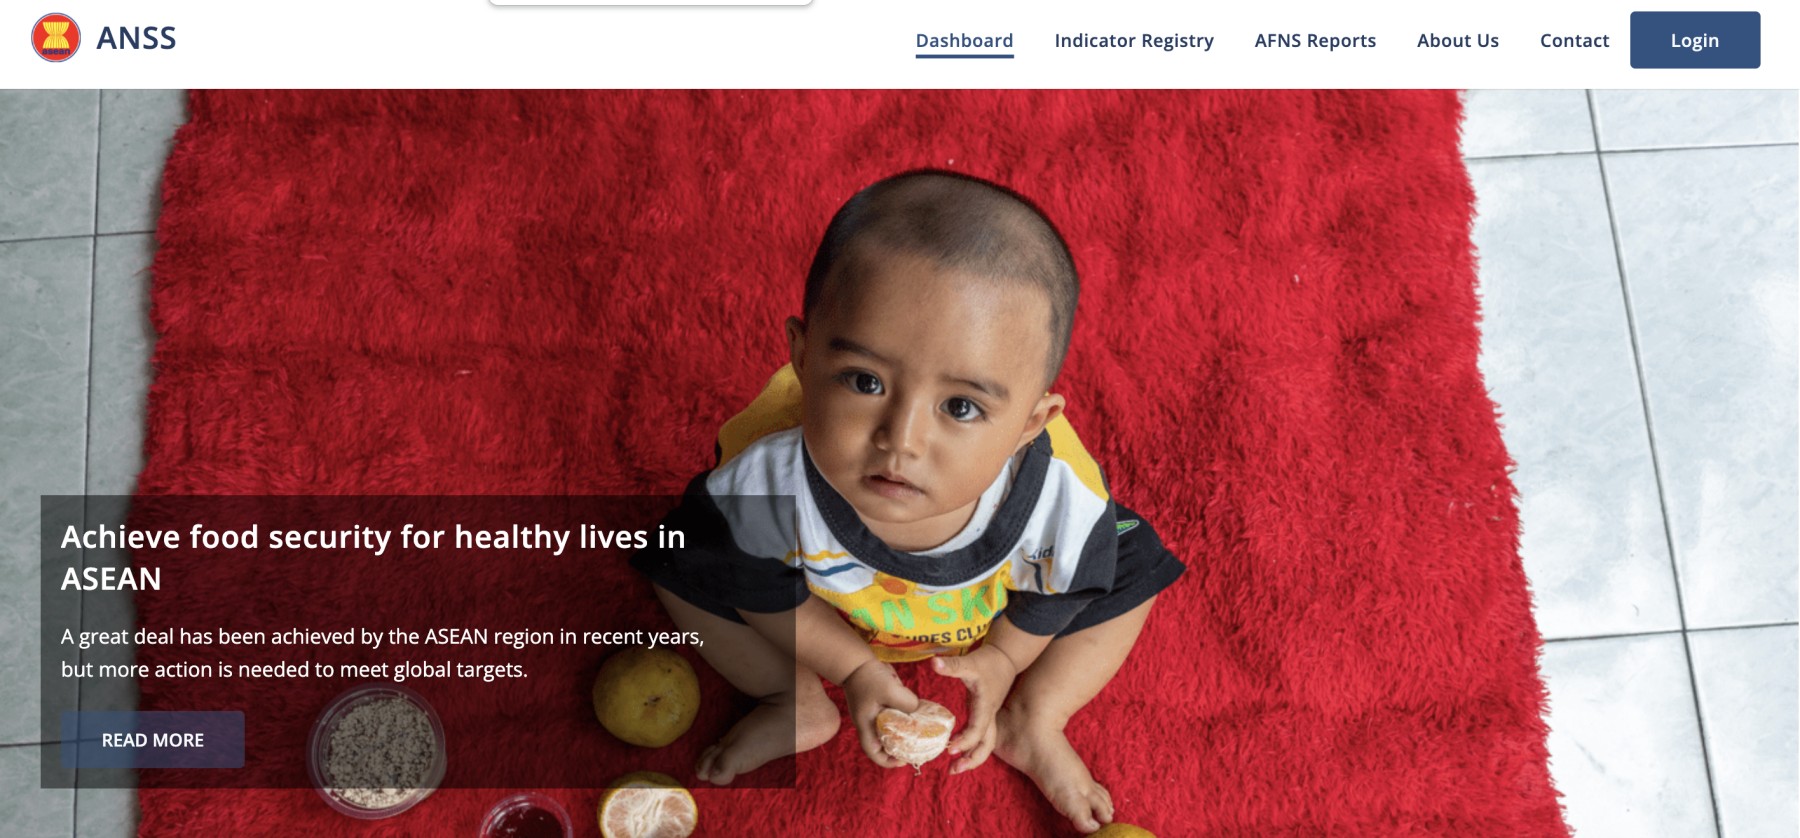 asean
ANSS
Dashboard
Indicator Registry
AFNS Reports
About Us
Contact
Login
Achieve food security for healthy lives in
ASEAN
A great deal has been achieved by the ASEAN region in recent years,
but more action is needed to meet global targets.
READ MORE